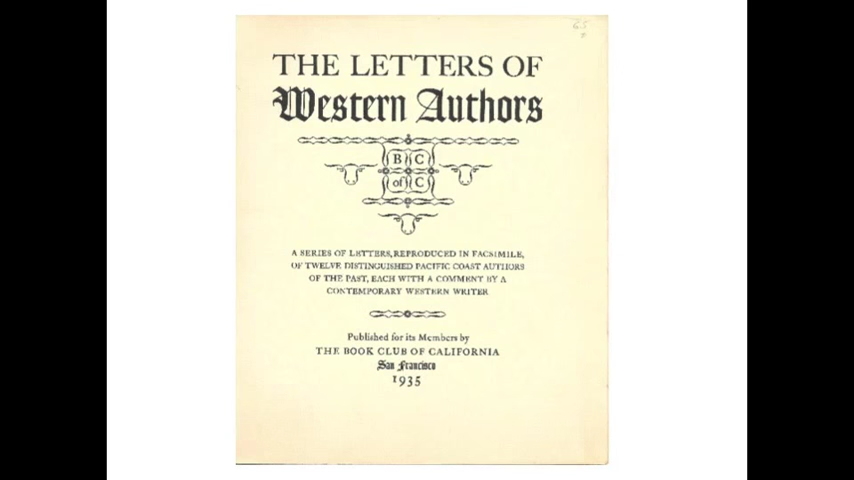 65
THE LETTERS OF
Western Authors
B C
of C
A SERIES OF LETTERS, REPRODUCED IN FACSIMILE,
OF TWELVE DISTINGUISHED PACIFIC COAST AUTHORS
OF THE PAST, EACH WITH A COMMENT BY A
CONTEMPORARY WESTERN WRITER
Published for its Members by
THE BOOK CLUB OF CALIFORNIA
San Francisco
1935